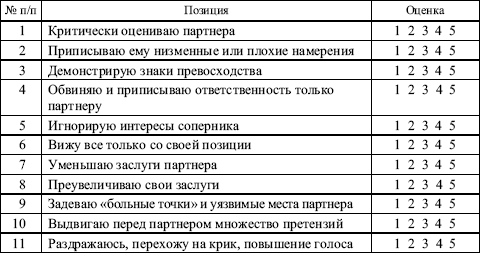 № п/п Позиция Оценка
1 Критически оцениваю партнера 1 2 3 4 5
2 Приписываю ему низменные или плохие намерения 1 2 3 4 5
3 Демонстрирую знаки превосходства 1 2 3 4 5
4 Обвиняю и приписываю ответственность только 1 2 3 4 5
партнеру
5 Игнорирую интересы соперника 1 2 3 4 5
6 Вижу все только со своей позиции 1 2 3 4 5
7 Уменьшаю заслуги партнера 1 2 3 4 5
8 Преувеличиваю свои заслуги 1 2 3 4 5
9 Задеваю «больные точки» и уязвимые места партнера 1 2 3 4 5
10 Выдвигаю перед партнером множество претензий 1 2 3 4 5
11 Раздражаюсь, перехожу на крик, повышение голоса 1 2 3 4 5